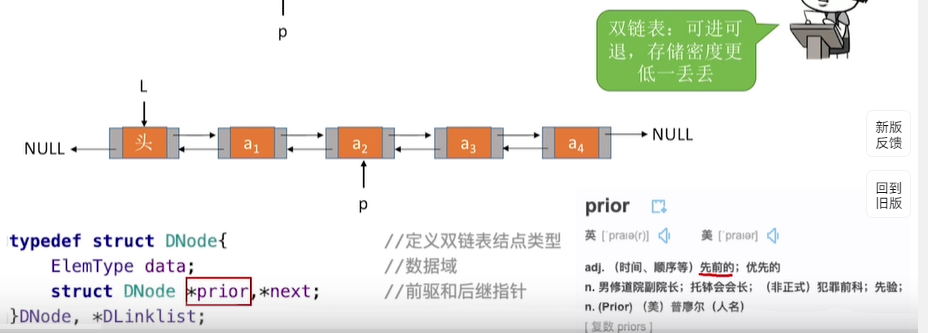 p
双链表：可进可
退，存储密度更
低一丢丢
L
NULL 头 a₁ a₂ a₃ a₄ NULL
p
新版
反馈
回到
旧版
typedef struct DNode{ //定义双链表结点类型
ElemType data; //数据域
struct DNode *prior,*next; //前驱和后继指针
}DNode, *DLinklist;
prior
英 [ˈpraɪə(r)] 美 [ˈpraɪər]
adj. （时间、顺序等）先前的；优先的
n. 男修道院副院长；托钵会会长；（非正式）犯罪前科；先验；
n. (Prior) （美）普廖尔（人名）
[ 复数 priors ]